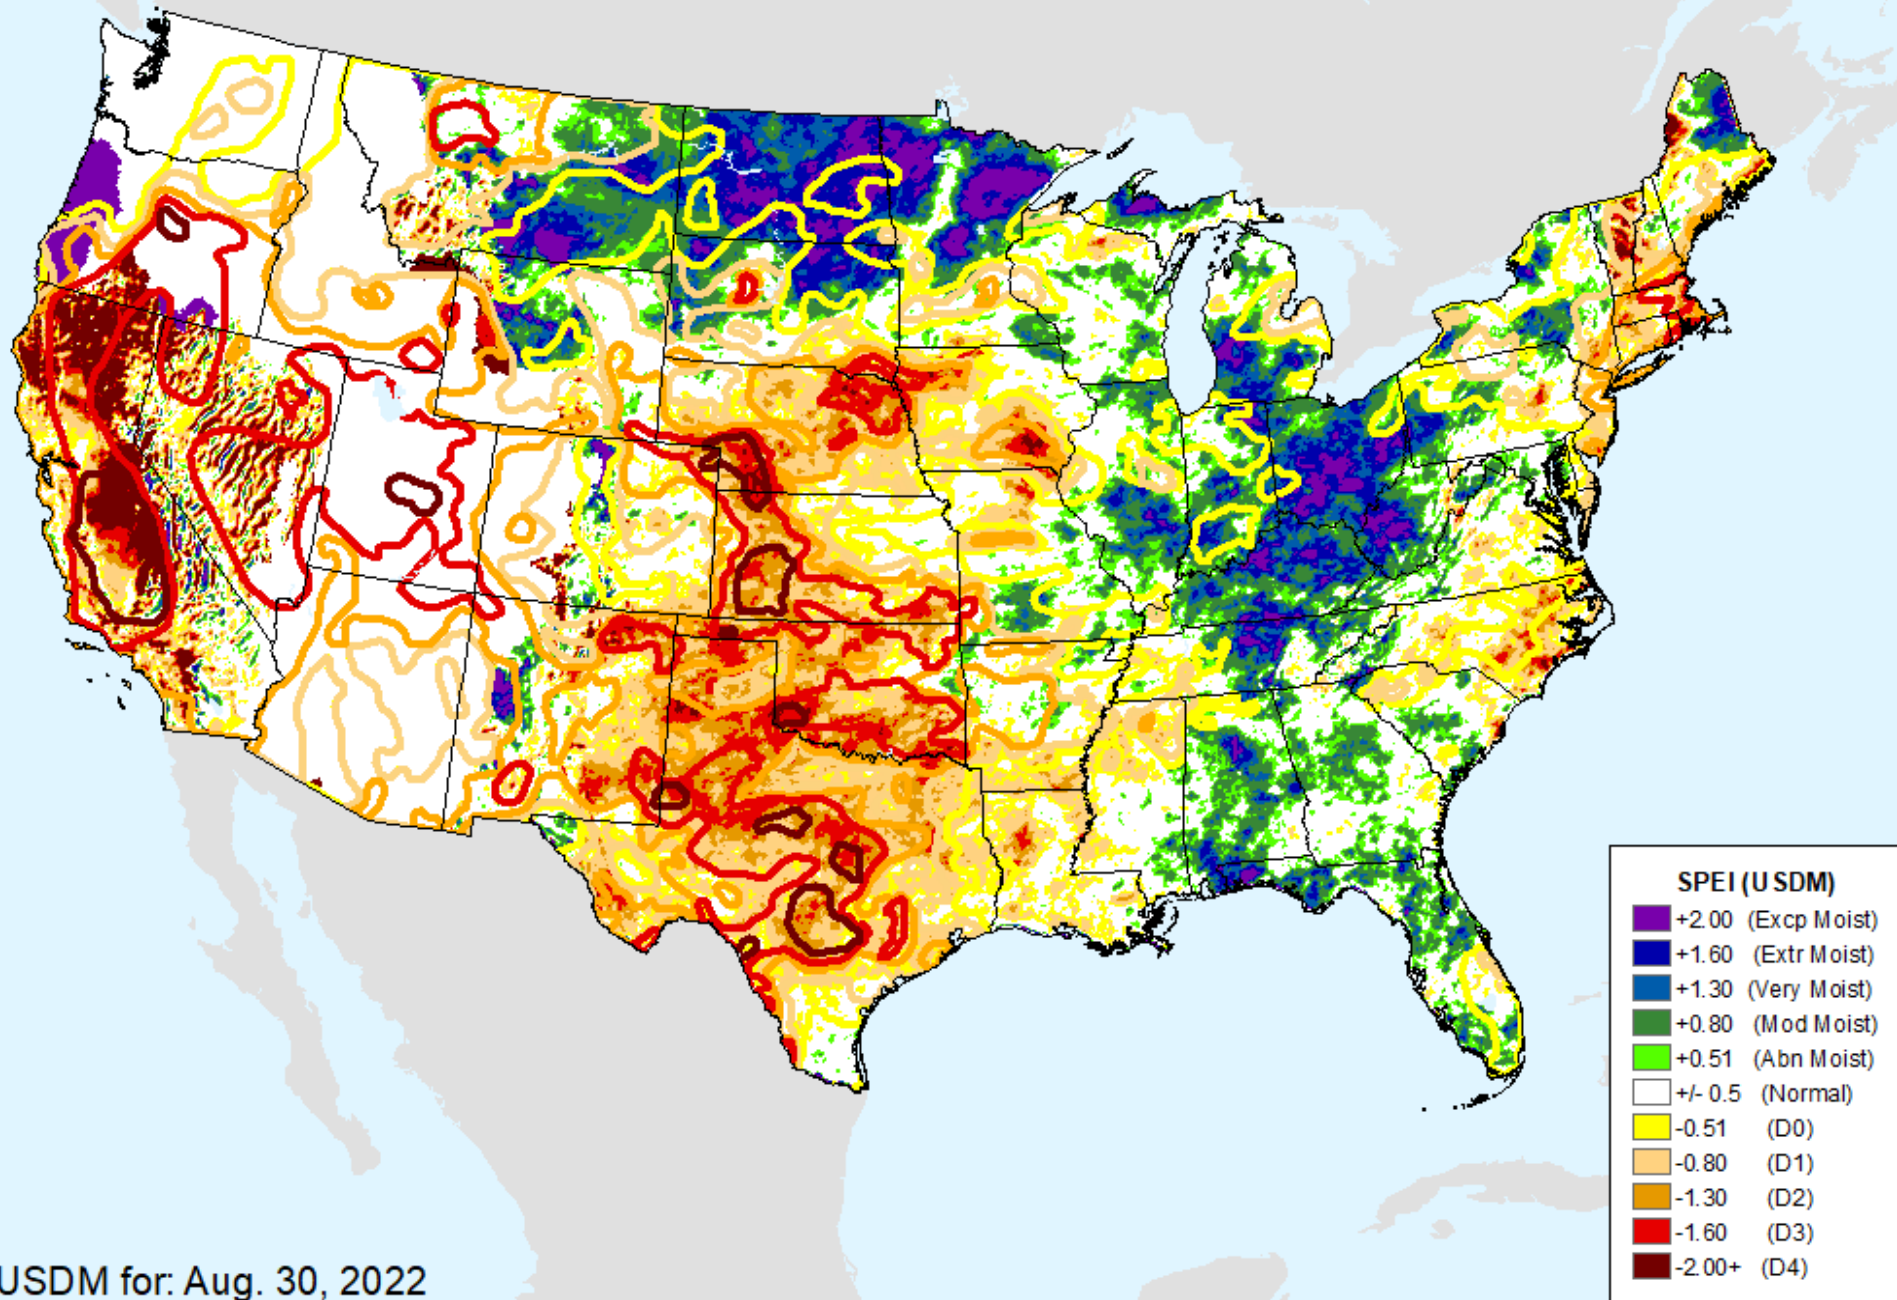 SPEI (USDM)
+2.00 (Excp Moist)
+1.60 (Extr Moist)
+1.30 (Very Moist)
+0.80 (Mod Moist)
+0.51 (Abn Moist)
+/- 0.5 (Normal)
-0.51 (D0)
-0.80 (D1)
-1.30 (D2)
-1.60 (D3)
-2.00+ (D4)
USDM for: Aug. 30, 2022